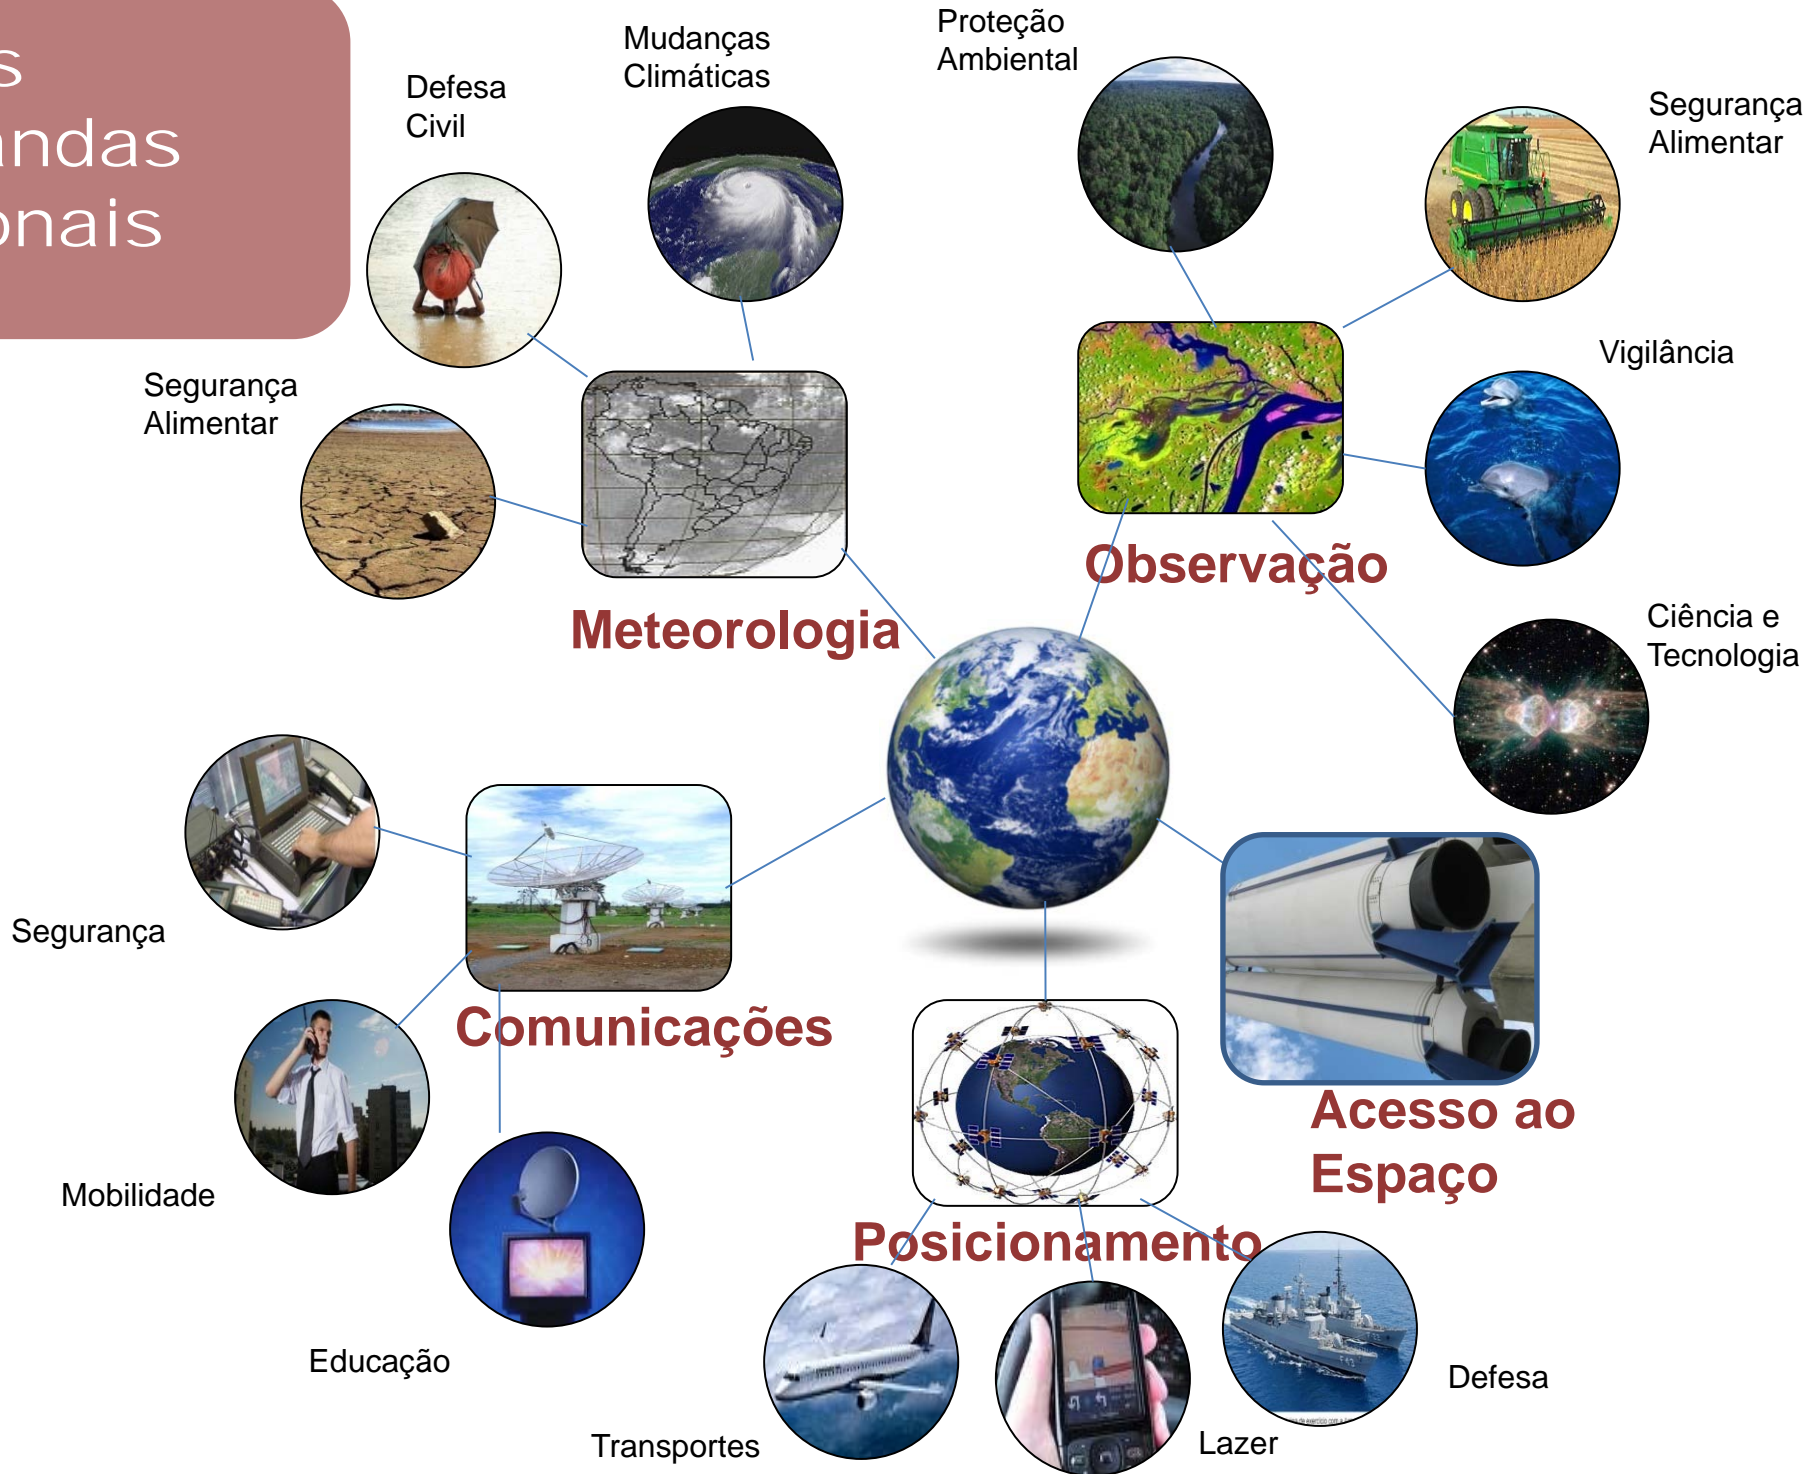 s
andas
onais
Defesa
Civil
Mudanças
Climáticas
Proteção
Ambiental
Segurança
Alimentar
Segurança
Alimentar
Vigilância
Observação
Meteorologia
Ciência e
Tecnologia
Segurança
Comunicações
Acesso ao
Espaço
Mobilidade
Posicionamento
Educação
Defesa
Transportes
Lazer